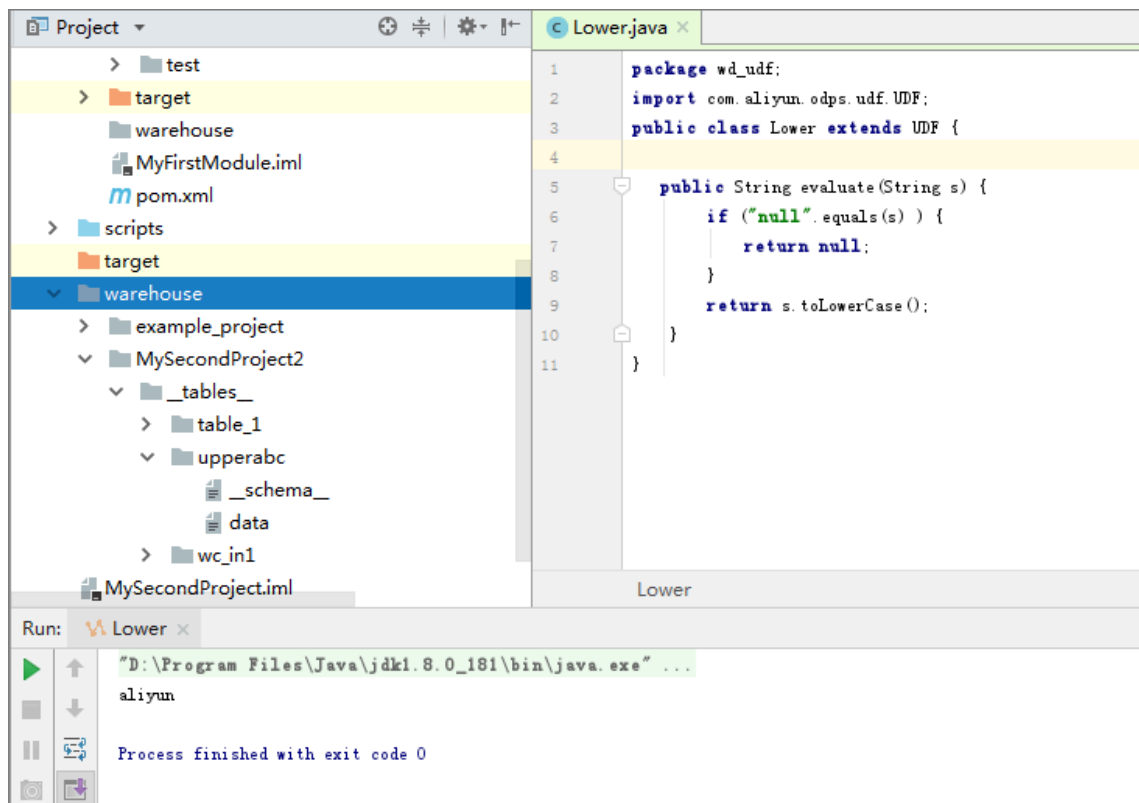 Project
test
target
warehouse
MyFirstModule.iml
m pom.xml
scripts
target
warehouse
example_project
MySecondProject2
__tables__
table_1
upperabc
__schema__
data
wc_in1
MySecondProject.iml
C Lower.java
1 package wd_udf;
2 import com.aliyun.odps.udf.UDF;
3 public class Lower extends UDF {
4
5 public String evaluate(String s) {
6 if ("null".equals(s) ) {
7 return null;
8 }
9 return s.toLowerCase();
10 }
11 }
Lower
Run: Lower
"D:\Program Files\Java\jdk1.8.0_181\bin\java.exe" ...
aliyun
Process finished with exit code 0